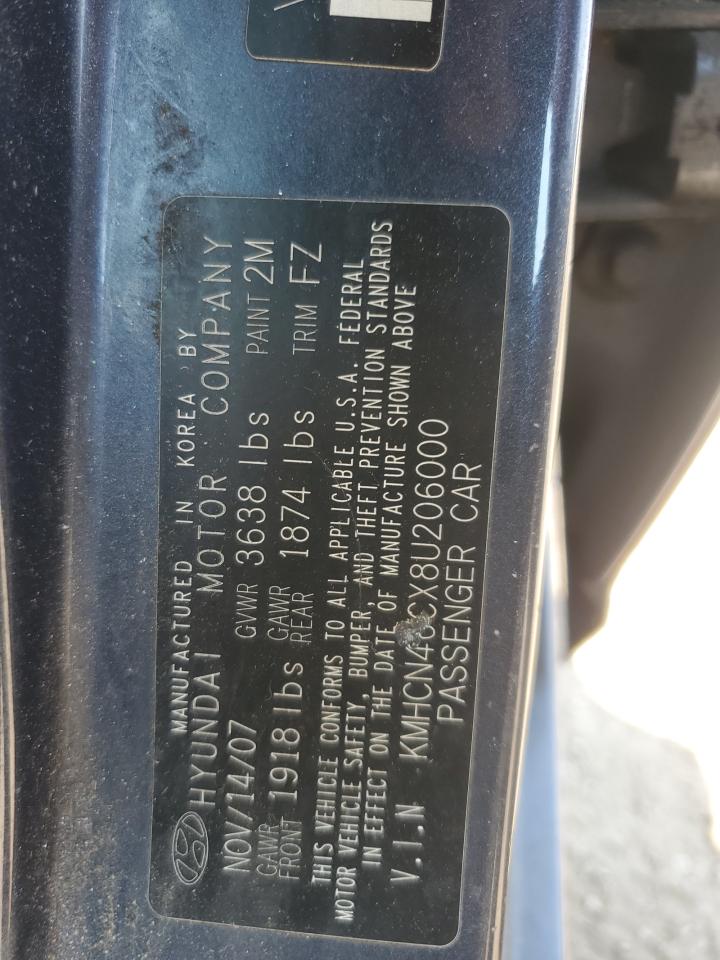 MANUFACTURED IN KOREA BY
HYUNDAI MOTOR COMPANY
NOV/14/07 GVWR 3638 lbs PAINT 2M
GAWR FRONT 1918 lbs GAWR REAR 1874 lbs TRIM FZ
THIS VEHICLE CONFORMS TO ALL APPLICABLE U.S.A. FEDERAL
MOTOR VEHICLE SAFETY, BUMPER, AND THEFT PREVENTION STANDARDS
IN EFFECT ON THE DATE OF MANUFACTURE SHOWN ABOVE
V.I.N KMHCN46CX8U206000
PASSENGER CAR